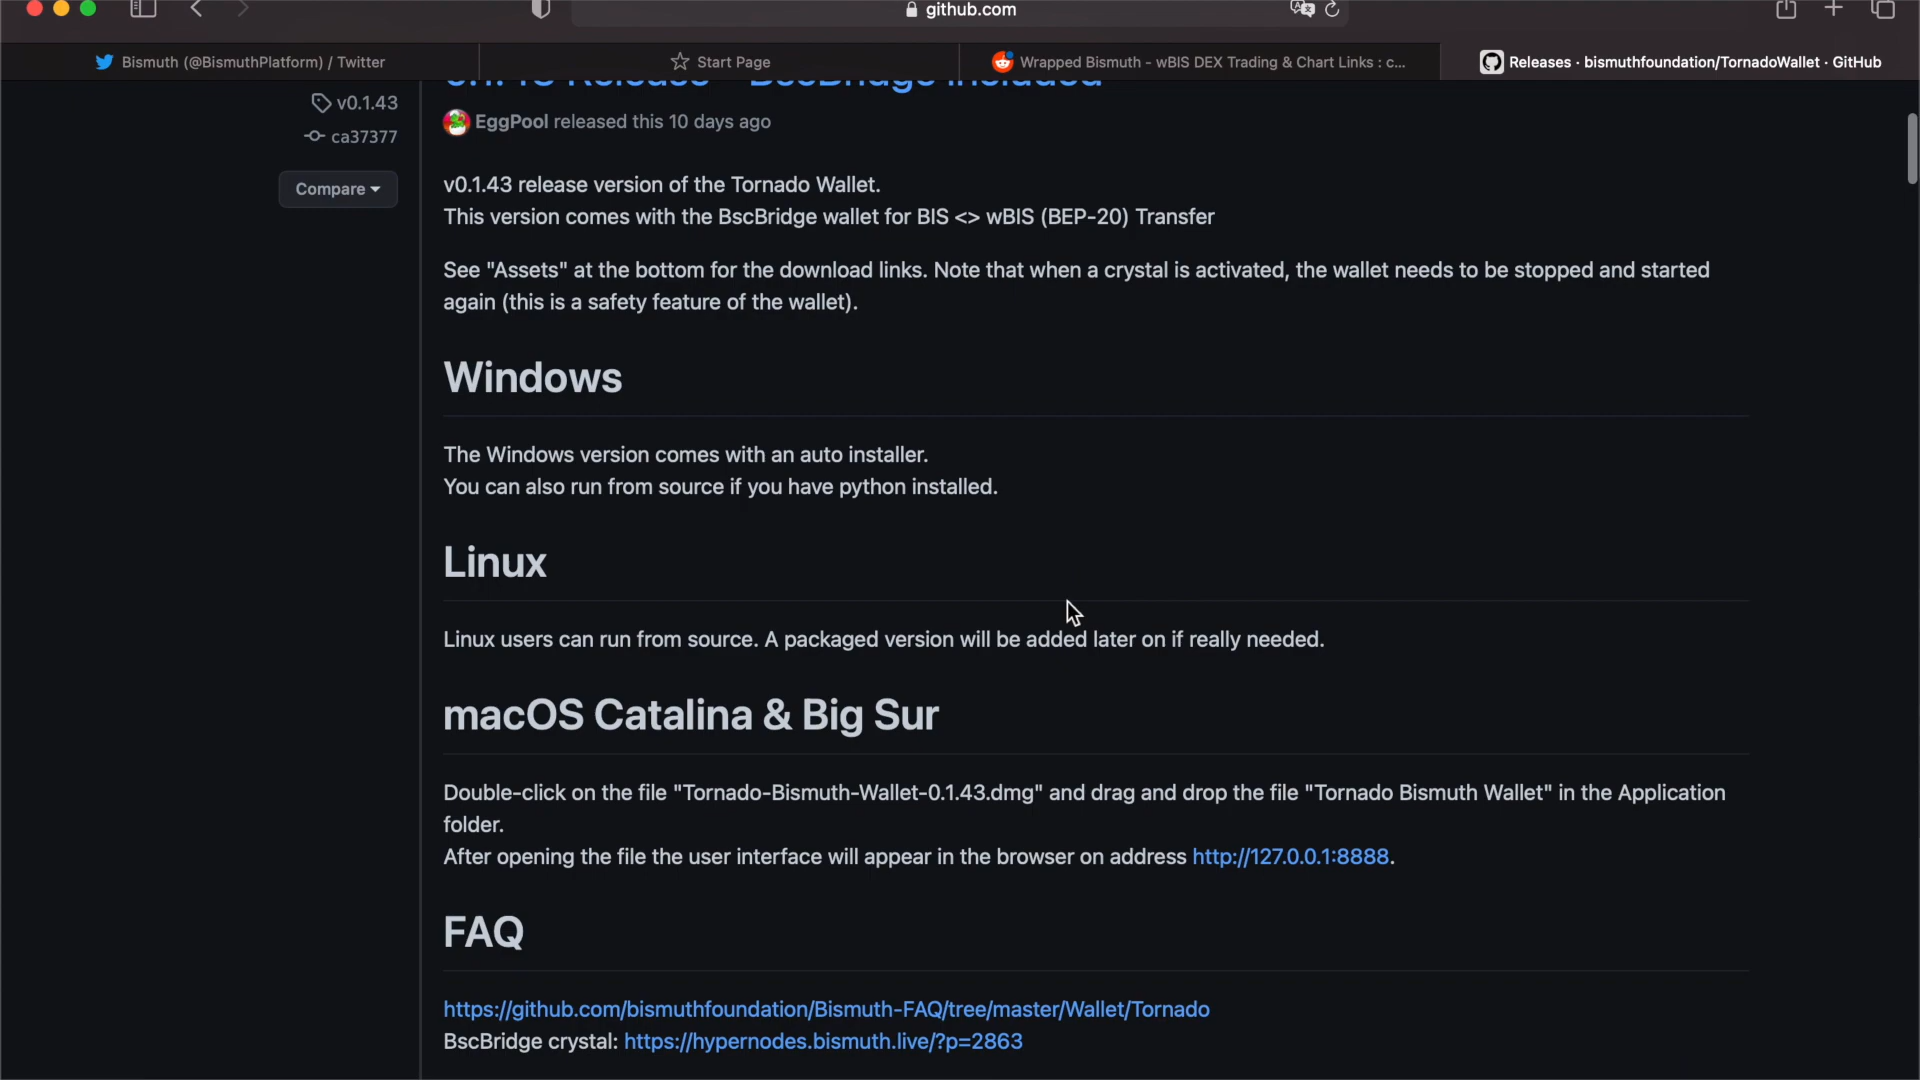 github.com
Bismuth (@BismuthPlatform) / Twitter
Start Page
Wrapped Bismuth - wBIS DEX Trading & Chart Links : c...
Releases · bismuthfoundation/TornadoWallet · GitHub
v0.1.43
ca37377
Compare
Release - BscBridge included
EggPool released this 10 days ago
v0.1.43 release version of the Tornado Wallet.
This version comes with the BscBridge wallet for BIS <> wBIS (BEP-20) Transfer
See "Assets" at the bottom for the download links. Note that when a crystal is activated, the wallet needs to be stopped and started
again (this is a safety feature of the wallet).
Windows
The Windows version comes with an auto installer.
You can also run from source if you have python installed.
Linux
Linux users can run from source. A packaged version will be added later on if really needed.
macOS Catalina & Big Sur
Double-click on the file "Tornado-Bismuth-Wallet-0.1.43.dmg" and drag and drop the file "Tornado Bismuth Wallet" in the Application
folder.
After opening the file the user interface will appear in the browser on address http://127.0.0.1:8888.
FAQ
https://github.com/bismuthfoundation/Bismuth-FAQ/tree/master/Wallet/Tornado
BscBridge crystal: https://hypernodes.bismuth.live/?p=2863